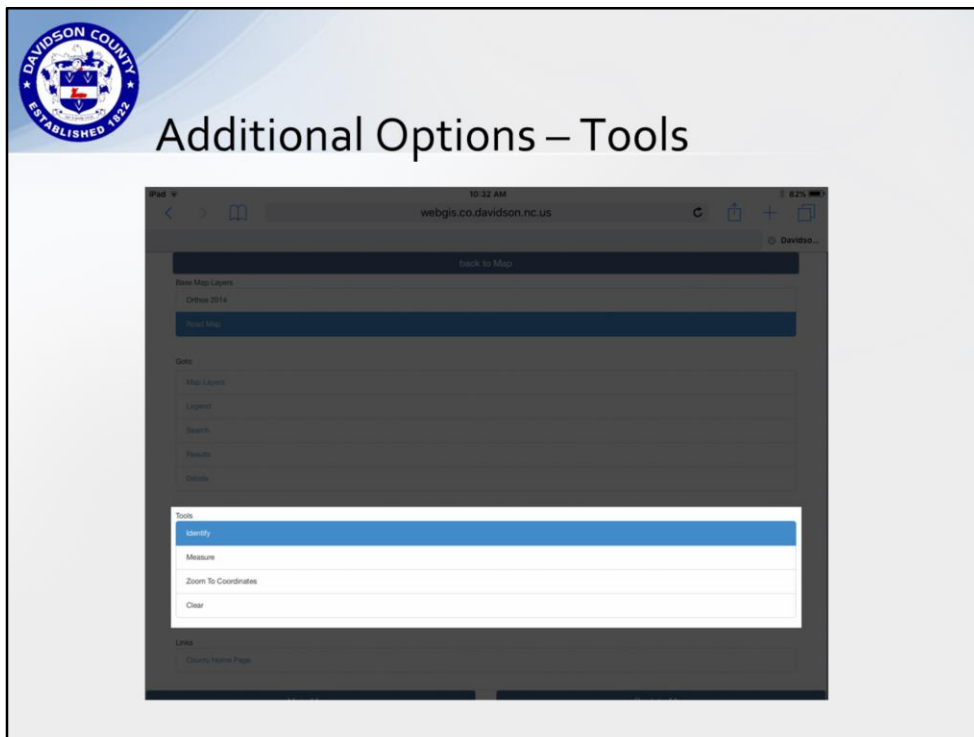 DAVIDSON COUNTY
ESTABLISHED 1822
Additional Options – Tools
iPad
10:32 AM
82%
webgis.co.davidson.nc.us
Davidso...
back to Map
Base Map Layers
Orthos 2014
Road Map
Goto
Map Layers
Legend
Search
Results
Details
Tools
Identify
Measure
Zoom To Coordinates
Clear
Links
County Home Page